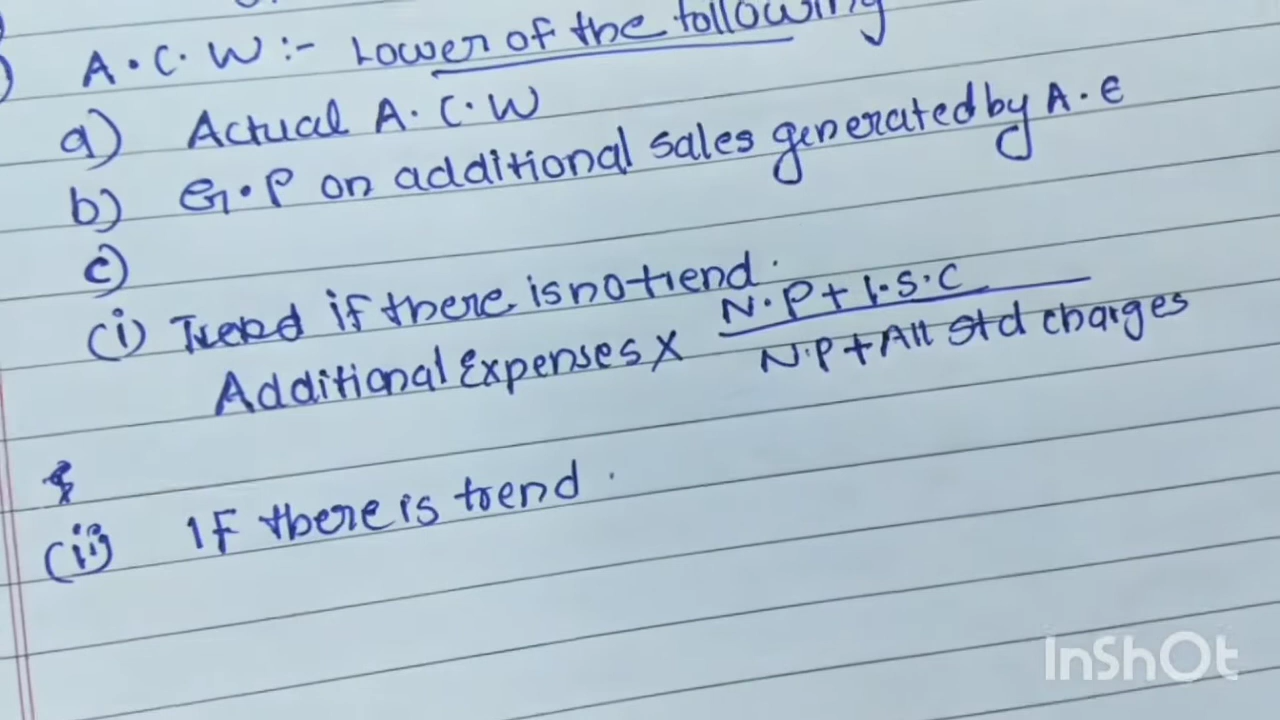 A.C.W :- Lower of the following
a) Actual A.C.W
b) G.P on additional sales generated by A.E
c)
(i) Trend if there is no trend.
Additional Expenses X N.P + I.S.C / N.P + All std charges
(ii) If there is trend.
InShOt